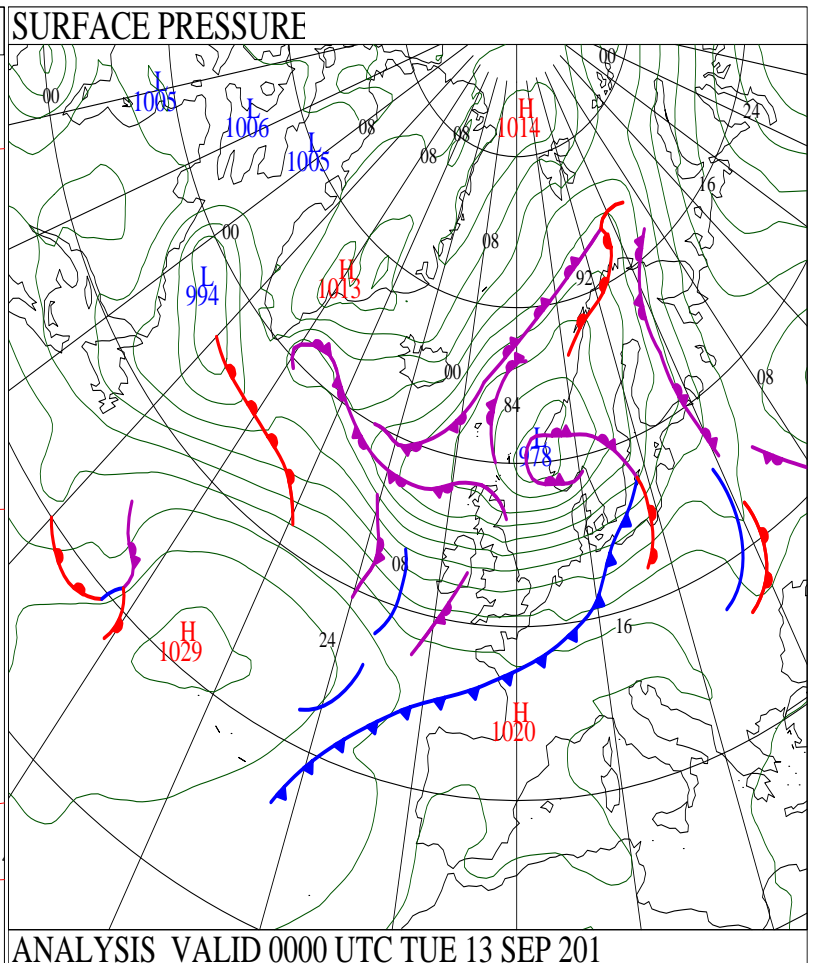 SURFACE PRESSURE
00
L
1005
00
L
1006
H
1014
24
08
08
L
1005
08
16
00
08
L
994
H
1013
92
00
08
84
L
978
08
16
H
1029
24
H
1020
ANALYSIS VALID 0000 UTC TUE 13 SEP 201